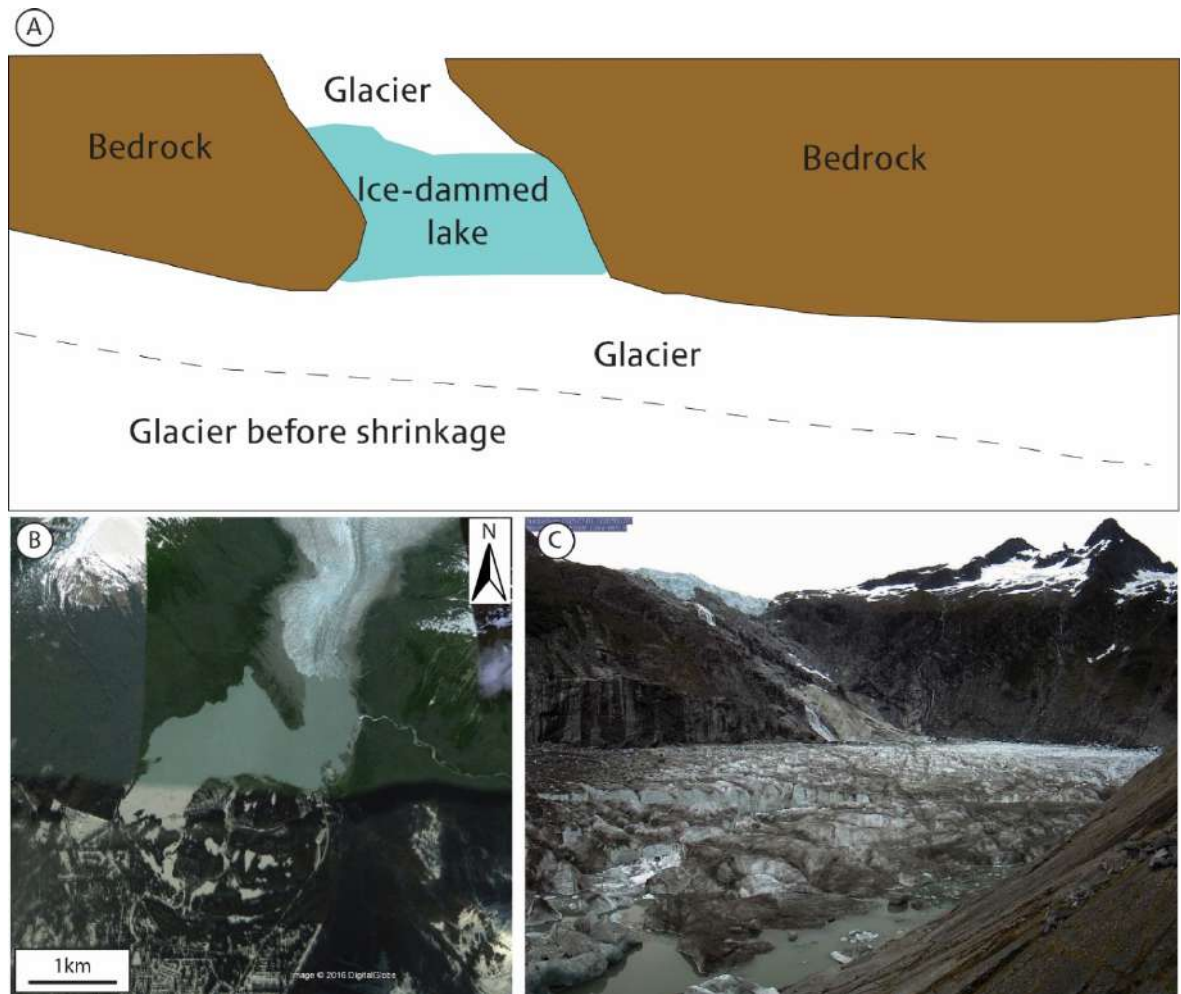 A
Glacier
Bedrock
Bedrock
Ice-dammed
lake
Glacier
Glacier before shrinkage
B
N
1km
Image © 2016 DigitalGlobe
C